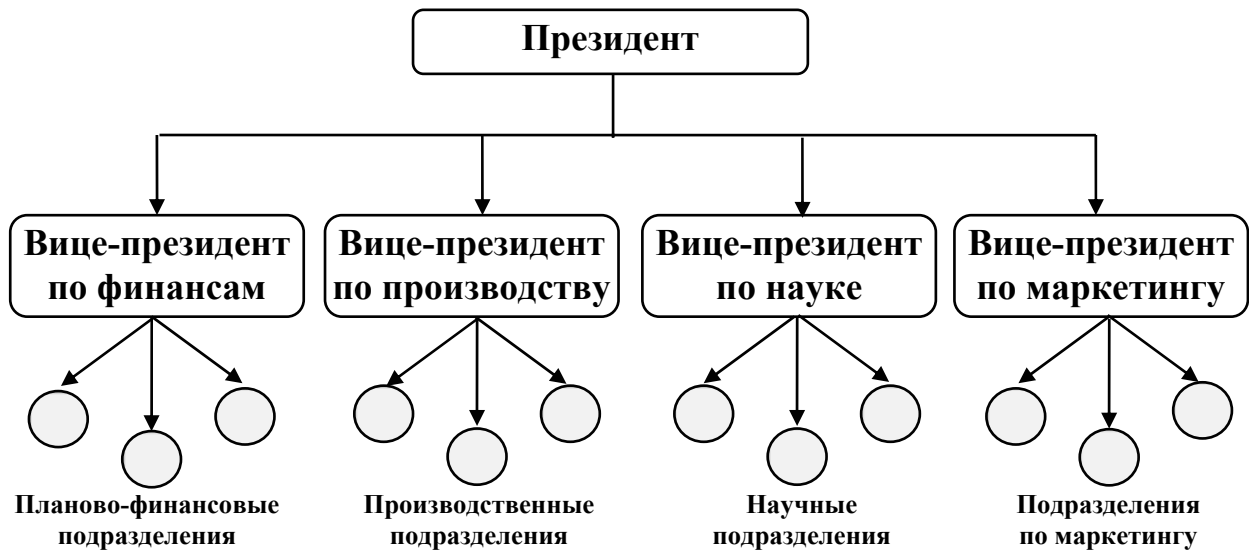 Президент
Вице-президент
по финансам
Вице-президент
по производству
Вице-президент
по науке
Вице-президент
по маркетингу
Планово-финансовые
подразделения
Производственные
подразделения
Научные
подразделения
Подразделения
по маркетингу